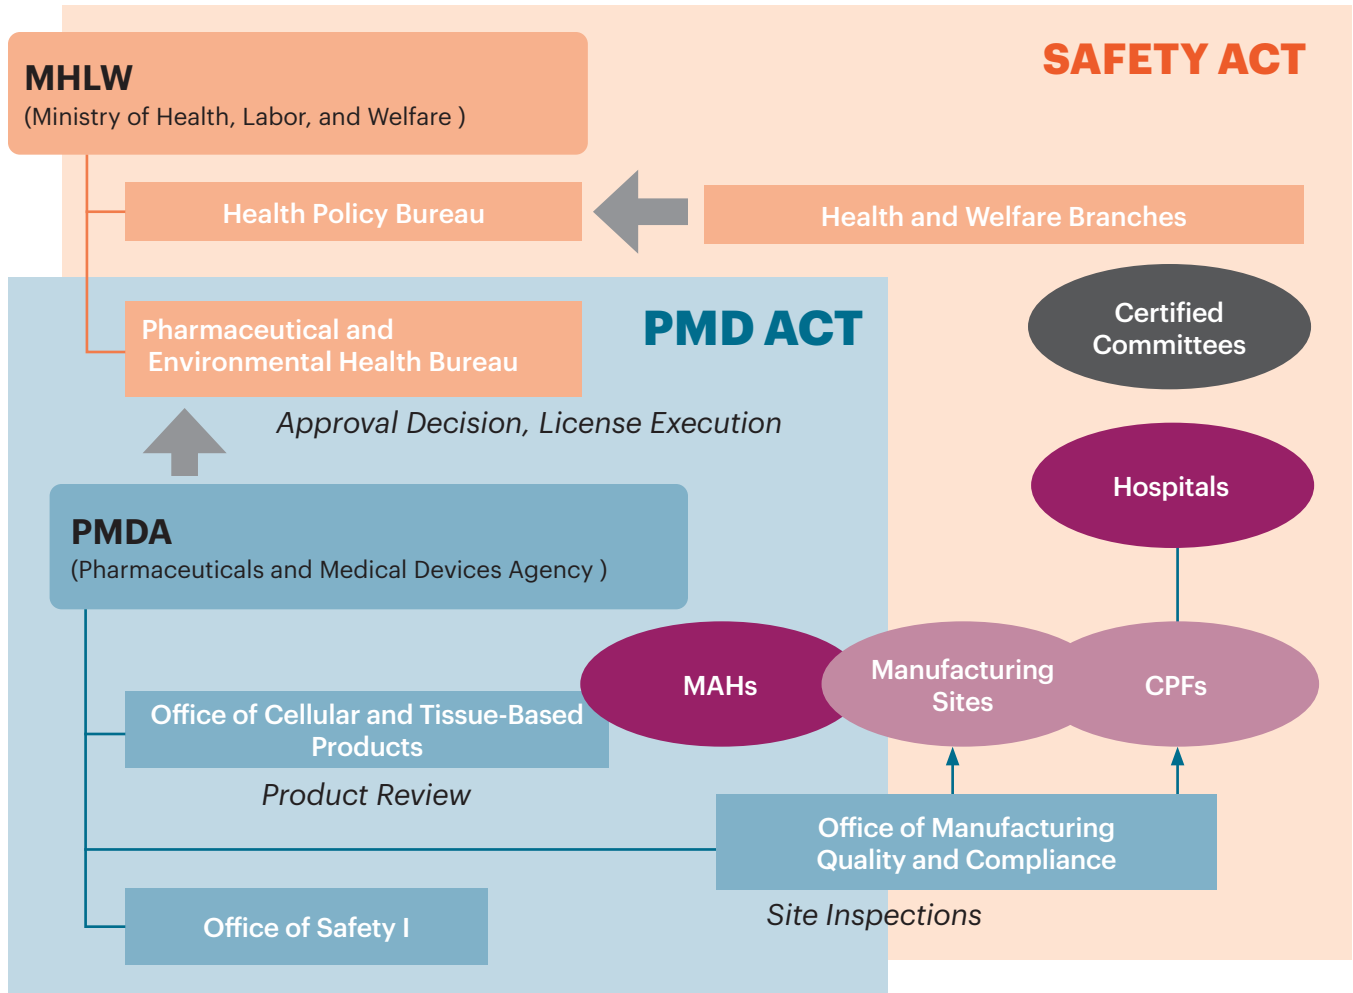 SAFETY ACT
MHLW
(Ministry of Health, Labor, and Welfare )
Health Policy Bureau
Health and Welfare Branches
Certified
Committees
PMD ACT
Pharmaceutical and
Environmental Health Bureau
Approval Decision, License Execution
Hospitals
PMDA
(Pharmaceuticals and Medical Devices Agency )
MAHs
Manufacturing
Sites
CPFs
Office of Cellular and Tissue-Based
Products
Product Review
Office of Manufacturing
Quality and Compliance
Site Inspections
Office of Safety I